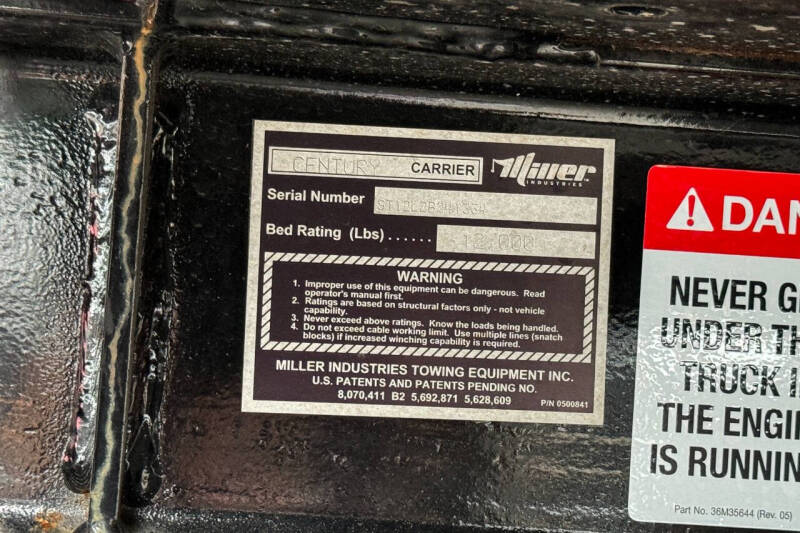 CENTURY CARRIER Miller INDUSTRIES
Serial Number
Bed Rating (Lbs)...... 12,000
WARNING
1. Improper use of this equipment can be dangerous. Read
operator's manual first.
2. Ratings are based on structural factors only - not vehicle
capability.
3. Never exceed above ratings. Know the loads being handled.
4. Do not exceed cable working limit. Use multiple lines (snatch
blocks) if increased winching capability is required.
MILLER INDUSTRIES TOWING EQUIPMENT INC.
U.S. PATENTS AND PATENTS PENDING NO.
8,070,411 B2 5,692,871 5,628,609
P/N 0500841
DAN
NEVER G
UNDER TH
TRUCK I
THE ENGI
IS RUNNIN
Part No. 36M35644 (Rev. 05)